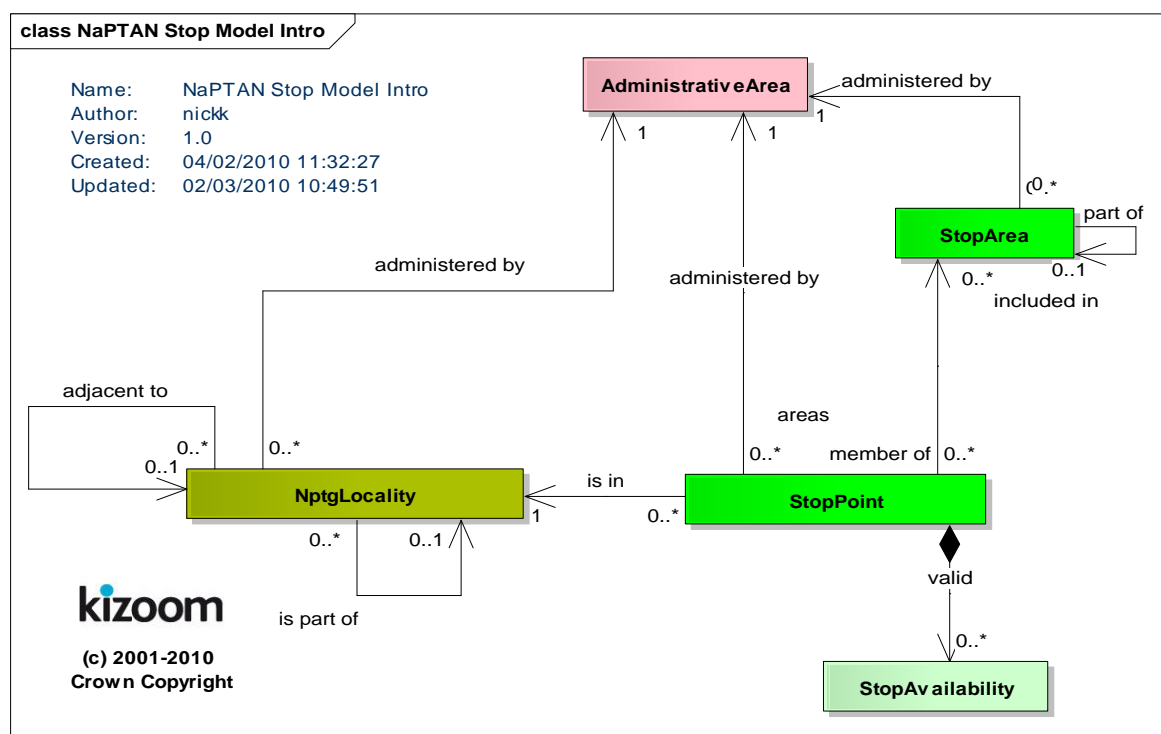 class NaPTAN Stop Model Intro
Name: NaPTAN Stop Model Intro
Author: nickk
Version: 1.0
Created: 04/02/2010 11:32:27
Updated: 02/03/2010 10:49:51
AdministrativeArea
administered by
1
1
1
0..*
StopArea
part of
0..1
0..*
included in
administered by
administered by
adjacent to
areas
0..*
0..*
0..*
member of
0..*
0..1
NptgLocality
is in
1
0..*
StopPoint
0..*
0..1
is part of
valid
0..*
StopAvailability
kizoom
(c) 2001-2010
Crown Copyright